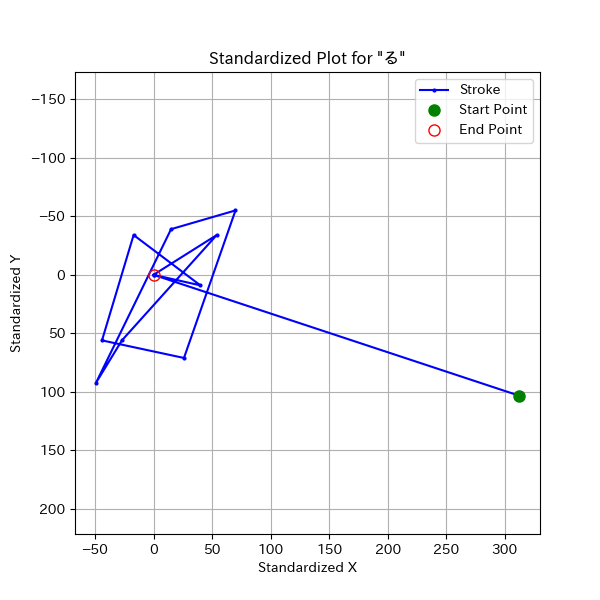 Standardized Plot for "る"
Stroke
Start Point
End Point
Standardized Y
−150
−100
−50
0
50
100
150
200
−50 0 50 100 150 200 250 300
Standardized X